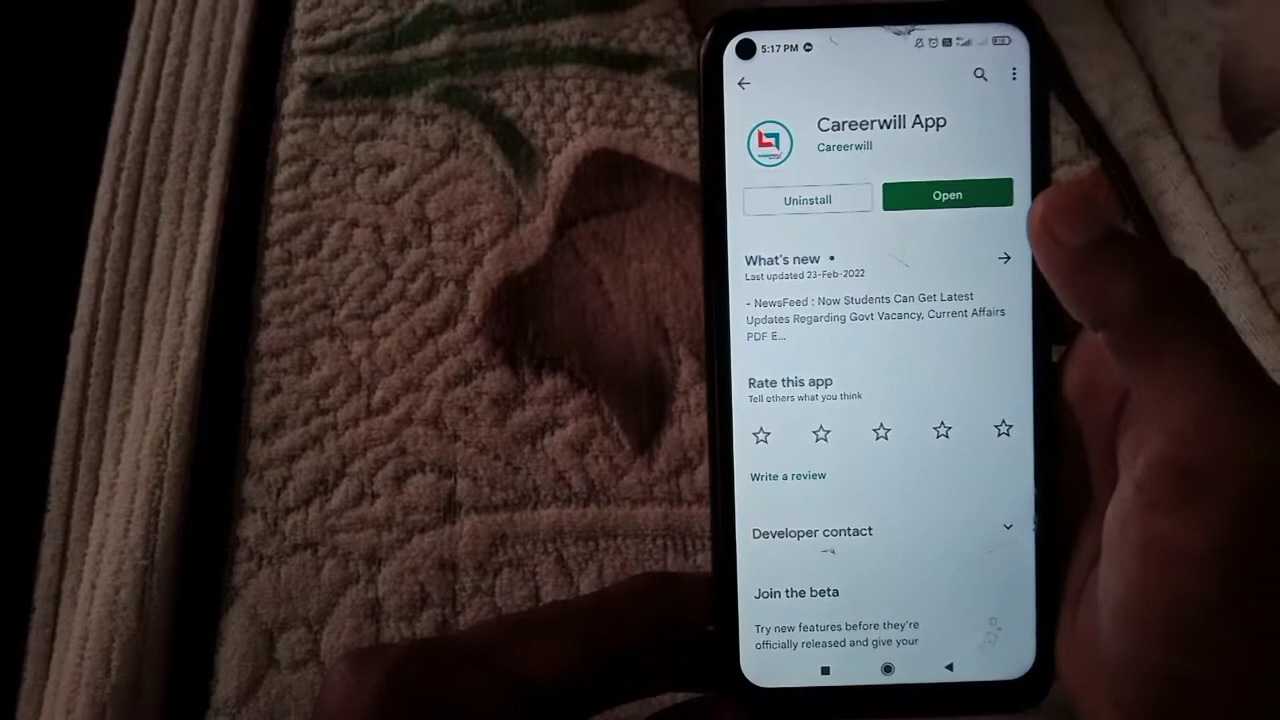 5:17 PM
Careerwill App
Careerwill
Uninstall
Open
What's new •
Last updated 23-Feb-2022
- NewsFeed : Now Students Can Get Latest
Updates Regarding Govt Vacancy, Current Affairs
PDF E...
Rate this app
Tell others what you think
Write a review
Developer contact
Join the beta
Try new features before they're
officially released and give your